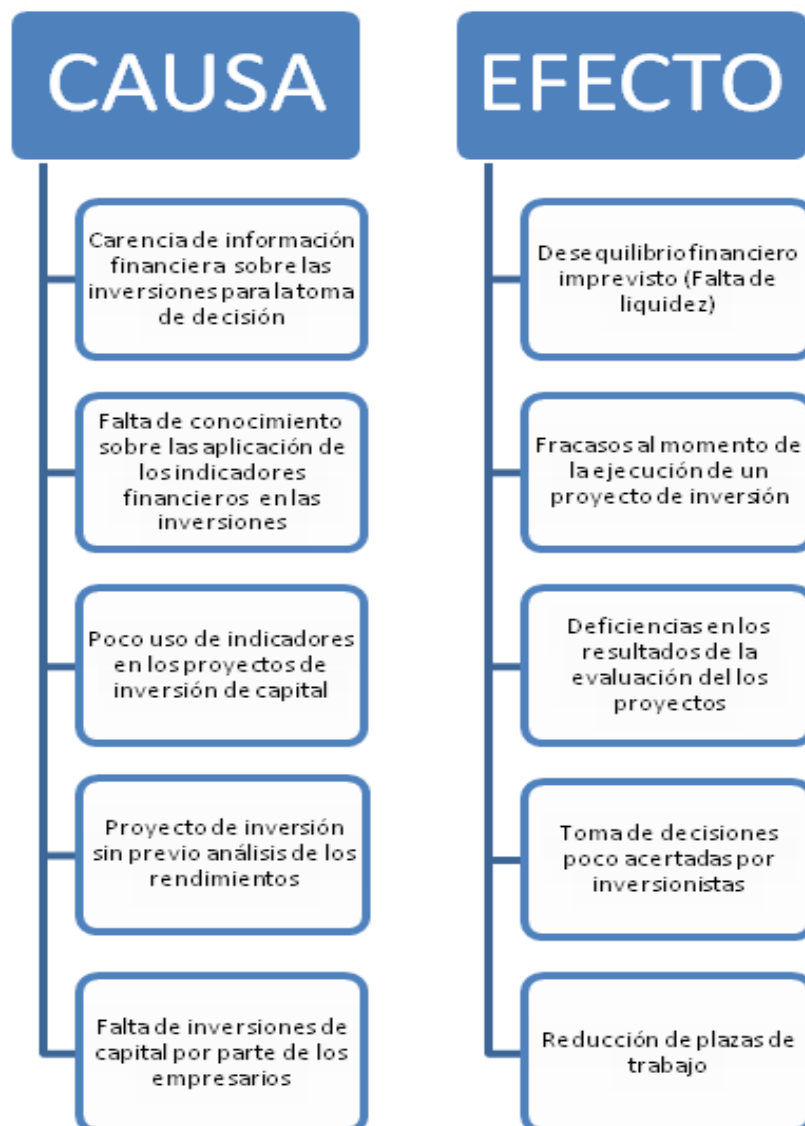 CAUSA
Carencia de información
financiera sobre las
inversiones para la toma
de decisión
Falta de conocimiento
sobre las aplicación de
los indicadores
financieros en las
inversiones
Poco uso de indicadores
en los proyectos de
inversión de capital
Proyecto de inversión
sin previo análisis de los
rendimientos
Falta de inversiones de
capital por parte de los
empresarios
EFECTO
Desequilibrio financiero
imprevisto (Falta de
liquidez)
Fracasos al momento de
la ejecución de un
proyecto de inversión
Deficiencias en los
resultados de la
evaluación del los
proyectos
Toma de decisiones
poco acertadas por
inversionistas
Reducción de plazas de
trabajo